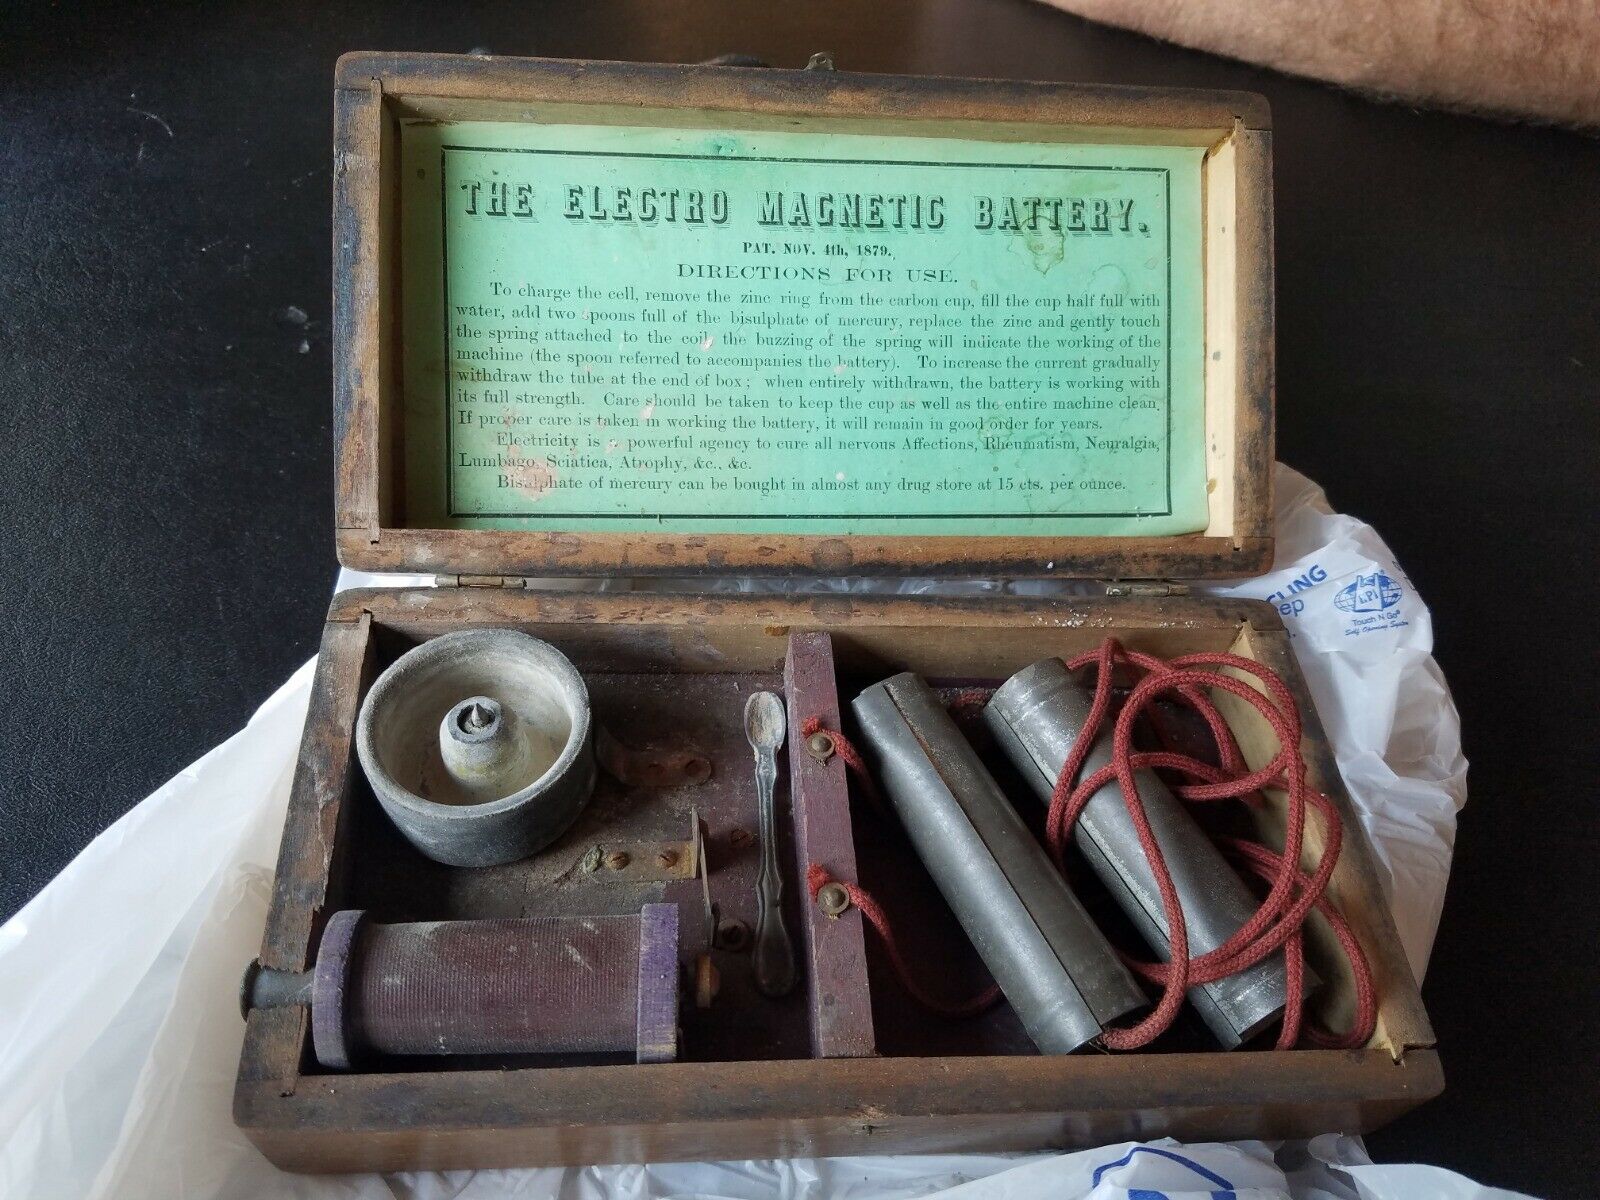 THE ELECTRO MAGNETIC BATTERY.
PAT. NOV. 4th, 1879.
DIRECTIONS FOR USE.
To charge the cell, remove the zinc ring from the carbon cup, fill the cup half full with
water, add two spoons full of the bisulphate of mercury, replace the zinc and gently touch
the spring attached to the coil, the buzzing of the spring will indicate the working of the
machine (the spoon referred to accompanies the battery). To increase the current gradually
withdraw the tube at the end of box; when entirely withdrawn, the battery is working with
its full strength. Care should be taken to keep the cup as well as the entire machine clean.
If proper care is taken in working the battery, it will remain in good order for years.
Electricity is a powerful agency to cure all nervous Affections, Rheumatism, Neuralgia,
Lumbago, Sciatica, Atrophy, &c., &c.
Bisulphate of mercury can be bought in almost any drug store at 15 cts. per ounce.
CLING
ep
LPI
Touch N Go®
Self Opening System